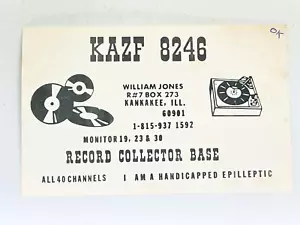 OK
KAZF 8246
WILLIAM JONES
R#7 BOX 273
KANKAKEE, ILL.
60901
1-815-937 1592
MONITOR 19, 23 & 30
RECORD COLLECTOR BASE
ALL 40 CHANNELS I AM A HANDICAPPED EPILLEPTIC